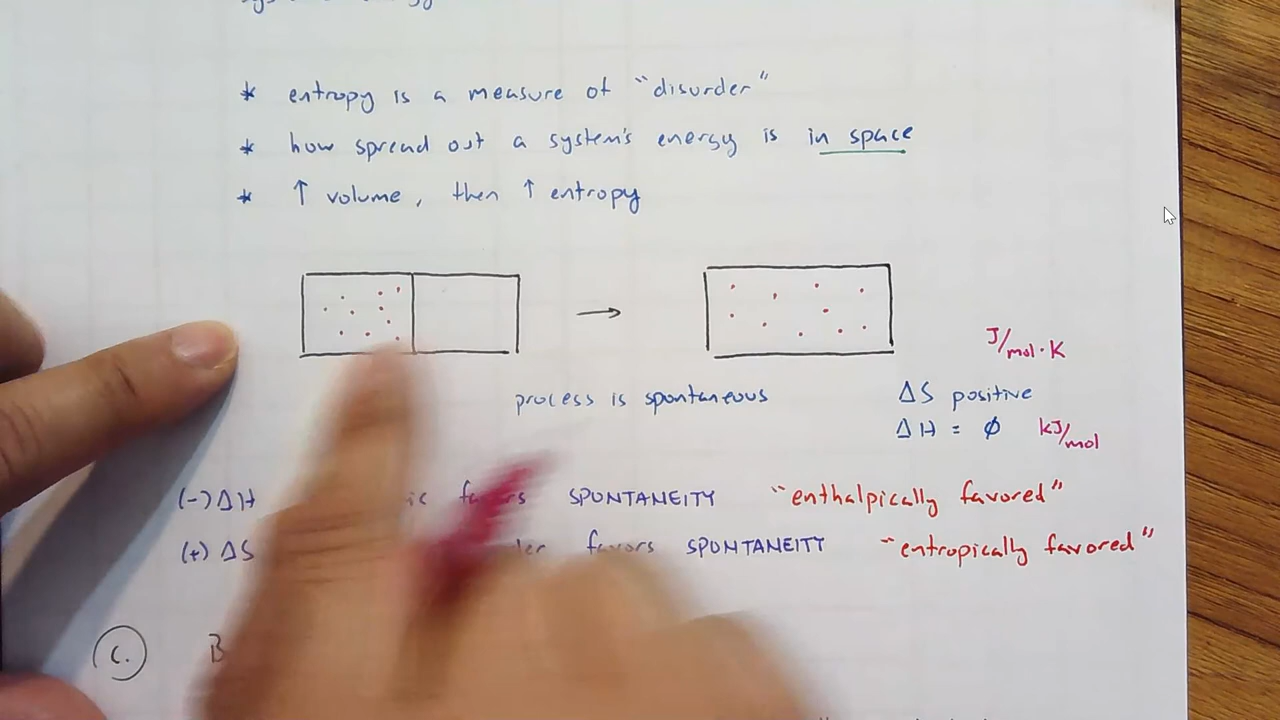 * entropy is a measure of "disorder"
* how spread out a system's energy is in space
* ↑ volume, then ↑ entropy
→
J/mol·K
process is spontaneous ΔS positive
ΔH = ϕ kJ/mol
(-) ΔH SPONTANEITY "enthalpically favored"
(+) ΔS favors SPONTANEITY "entropically favored"
C.